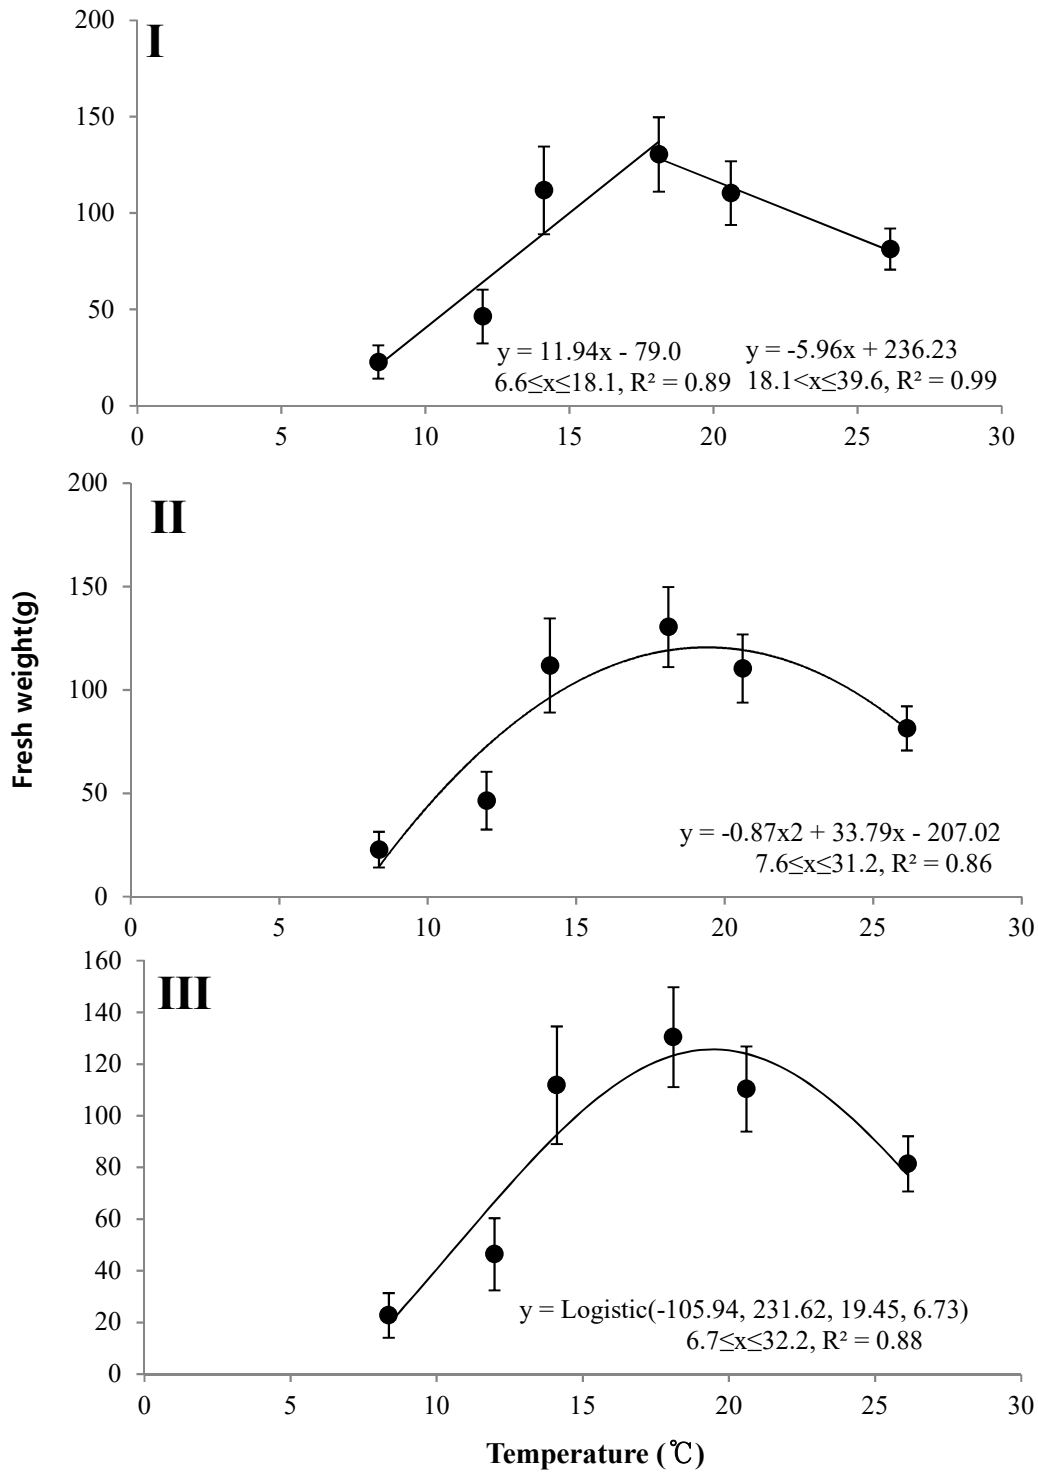 200
I
150
100
50
0
y = 11.94x - 79.0
6.6≤x≤18.1, R² = 0.89
y = -5.96x + 236.23
18.1<x≤39.6, R² = 0.99
0 5 10 15 20 25 30
200
II
150
100
50
0
Fresh weight(g)
y = -0.87x2 + 33.79x - 207.02
7.6≤x≤31.2, R² = 0.86
0 5 10 15 20 25 30
160
III
140
120
100
80
60
40
20
0
y = Logistic(-105.94, 231.62, 19.45, 6.73)
6.7≤x≤32.2, R² = 0.88
0 5 10 15 20 25 30
Temperature (℃)